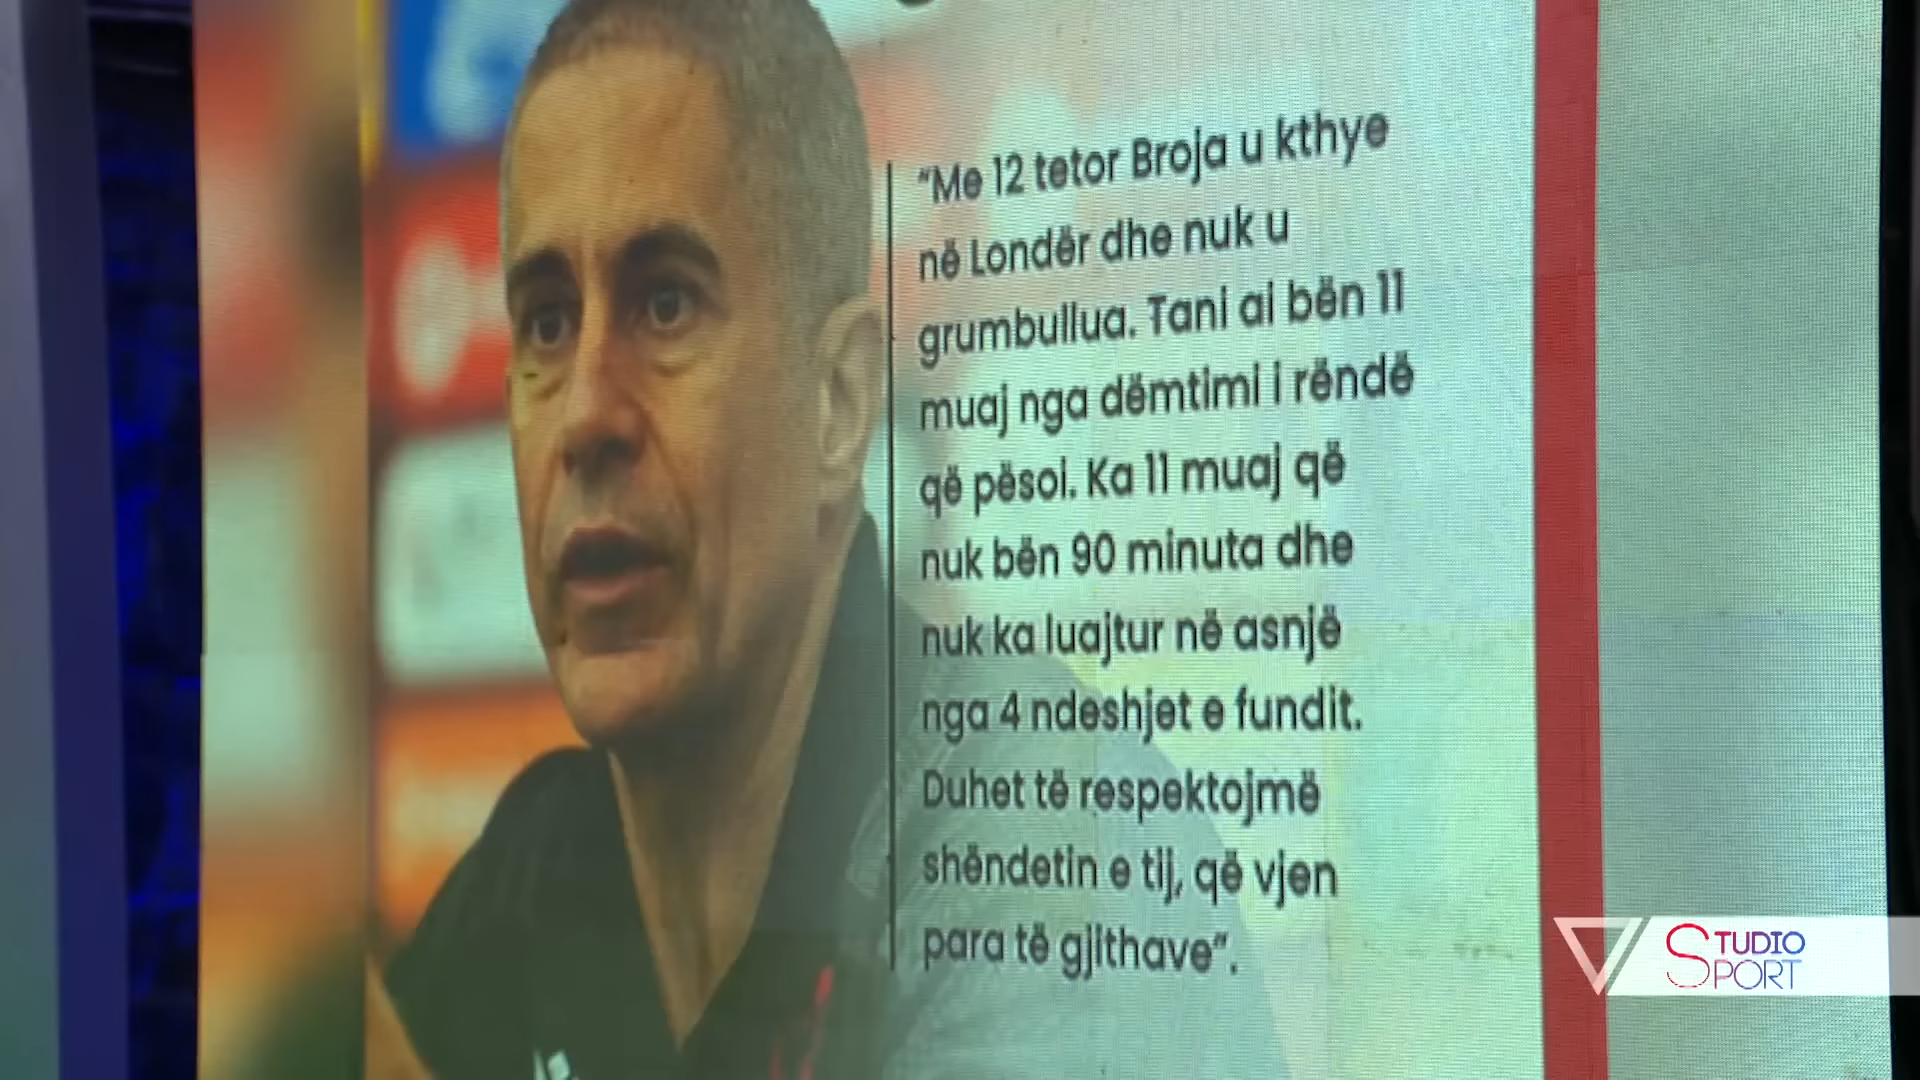 “Me 12 tetor Broja u kthye
në Londër dhe nuk u
grumbullua. Tani ai bën 11
muaj nga dëmtimi i rëndë
që pësoi. Ka 11 muaj që
nuk bën 90 minuta dhe
nuk ka luajtur në asnjë
nga 4 ndeshjet e fundit.
Duhet të respektojmë
shëndetin e tij, që vjen
para të gjithave”.
STUDIO
SPORT